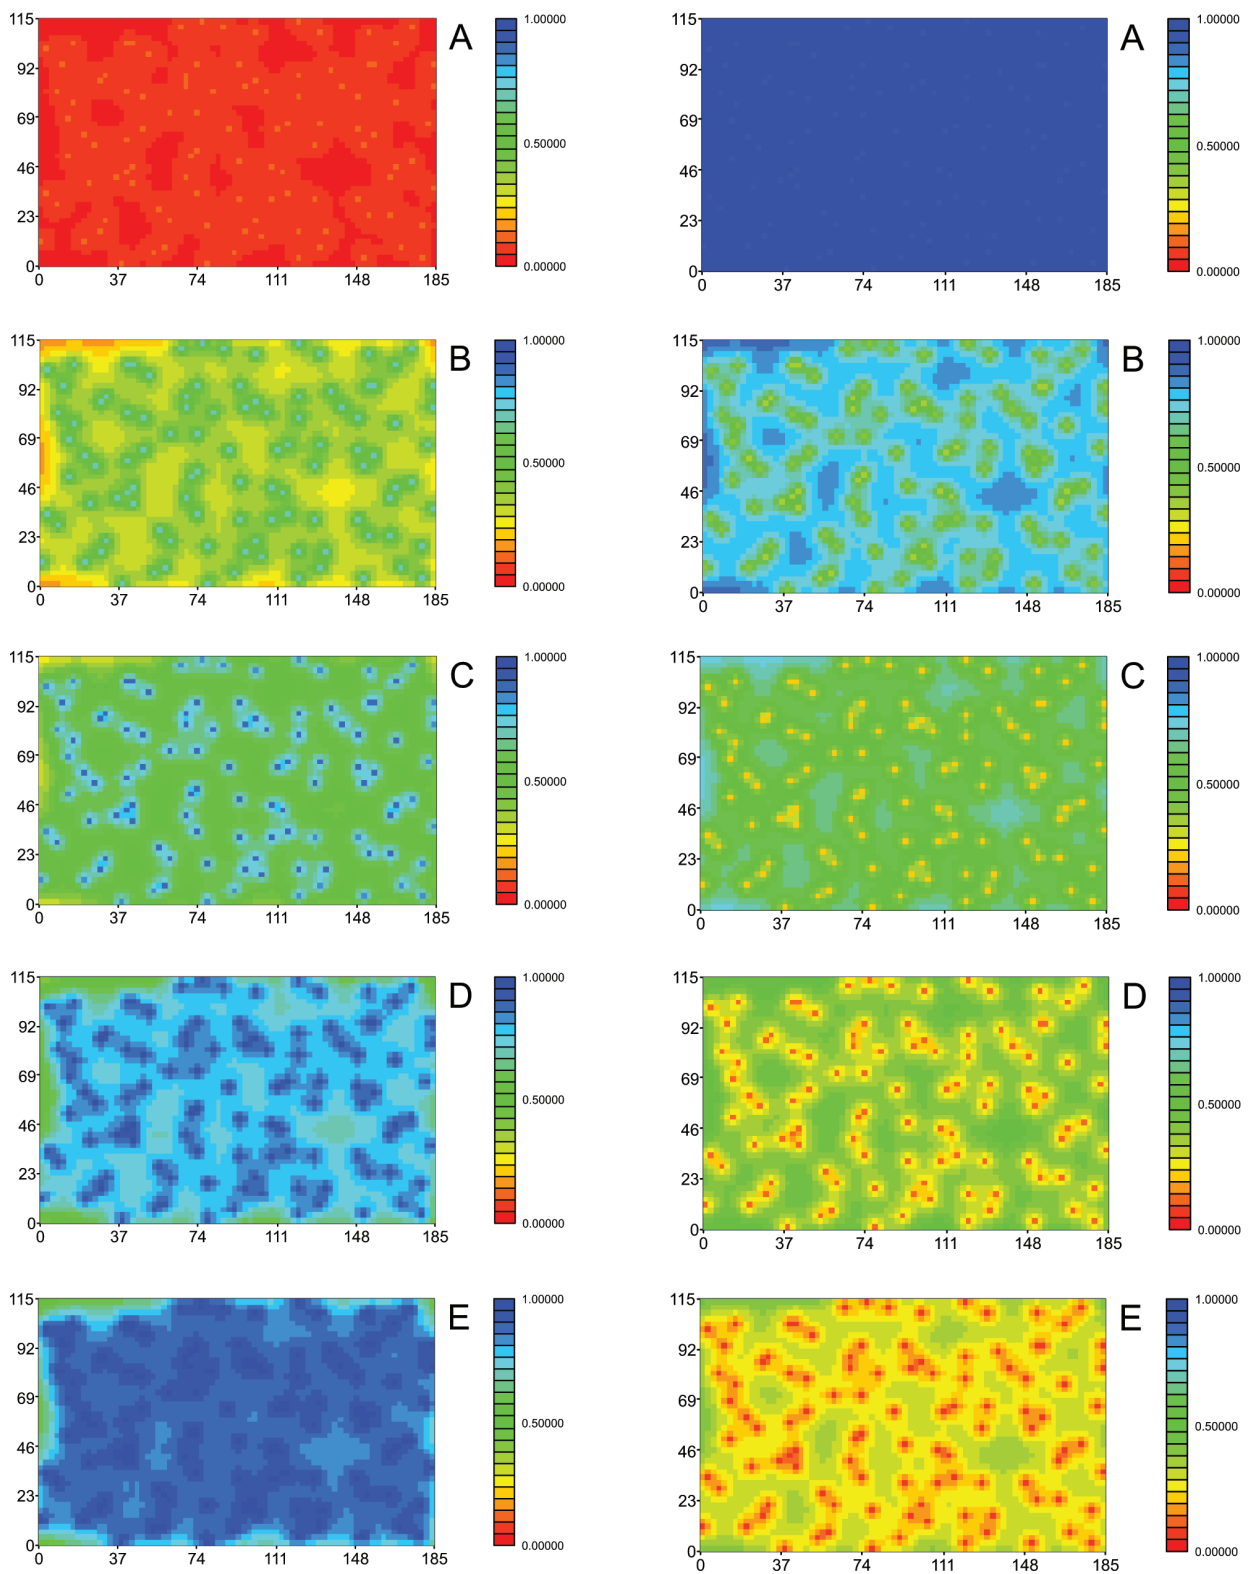 115 A 1.00000 115 A 1.00000
92 92
69 0.50000 69 0.50000
46 46
23 23
0 0.00000 0 0.00000
0 37 74 111 148 185 0 37 74 111 148 185
115 B 1.00000 115 B 1.00000
92 92
69 0.50000 69 0.50000
46 46
23 23
0 0.00000 0 0.00000
0 37 74 111 148 185 0 37 74 111 148 185
115 C 1.00000 115 C 1.00000
92 92
69 0.50000 69 0.50000
46 46
23 23
0 0.00000 0 0.00000
0 37 74 111 148 185 0 37 74 111 148 185
115 D 1.00000 115 D 1.00000
92 92
69 0.50000 69 0.50000
46 46
23 23
0 0.00000 0 0.00000
0 37 74 111 148 185 0 37 74 111 148 185
115 E 1.00000 115 E 1.00000
92 92
69 0.50000 69 0.50000
46 46
23 23
0 0.00000 0 0.00000
0 37 74 111 148 185 0 37 74 111 148 185